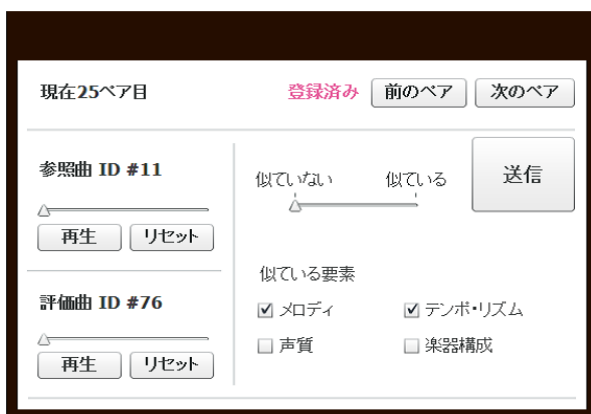 現在25ペア目 登録済み 前のペア 次のペア
参照曲 ID #11
再生 リセット
評価曲 ID #76
再生 リセット
似ていない 似ている 送信
似ている要素
メロディ テンポ・リズム
声質 楽器構成